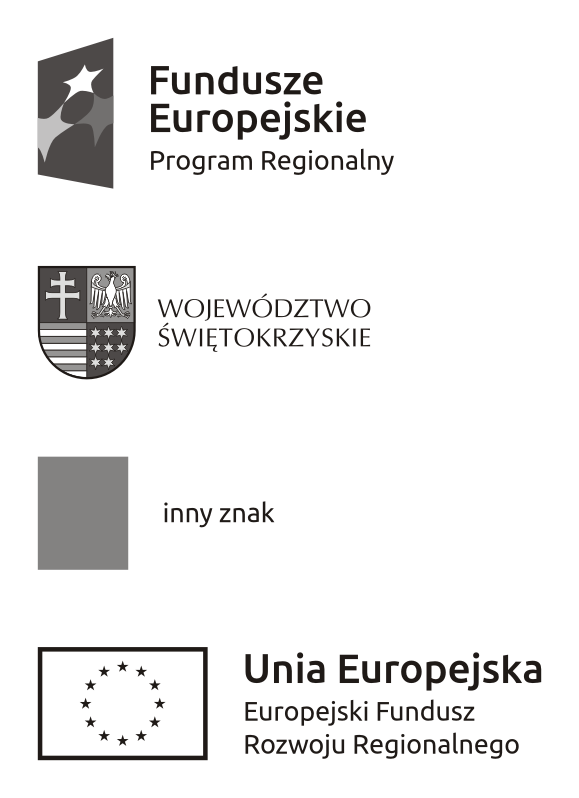 Fundusze
Europejskie
Program Regionalny
WOJEWÓDZTWO
ŚWIĘTOKRZYSKIE
inny znak
Unia Europejska
Europejski Fundusz
Rozwoju Regionalnego